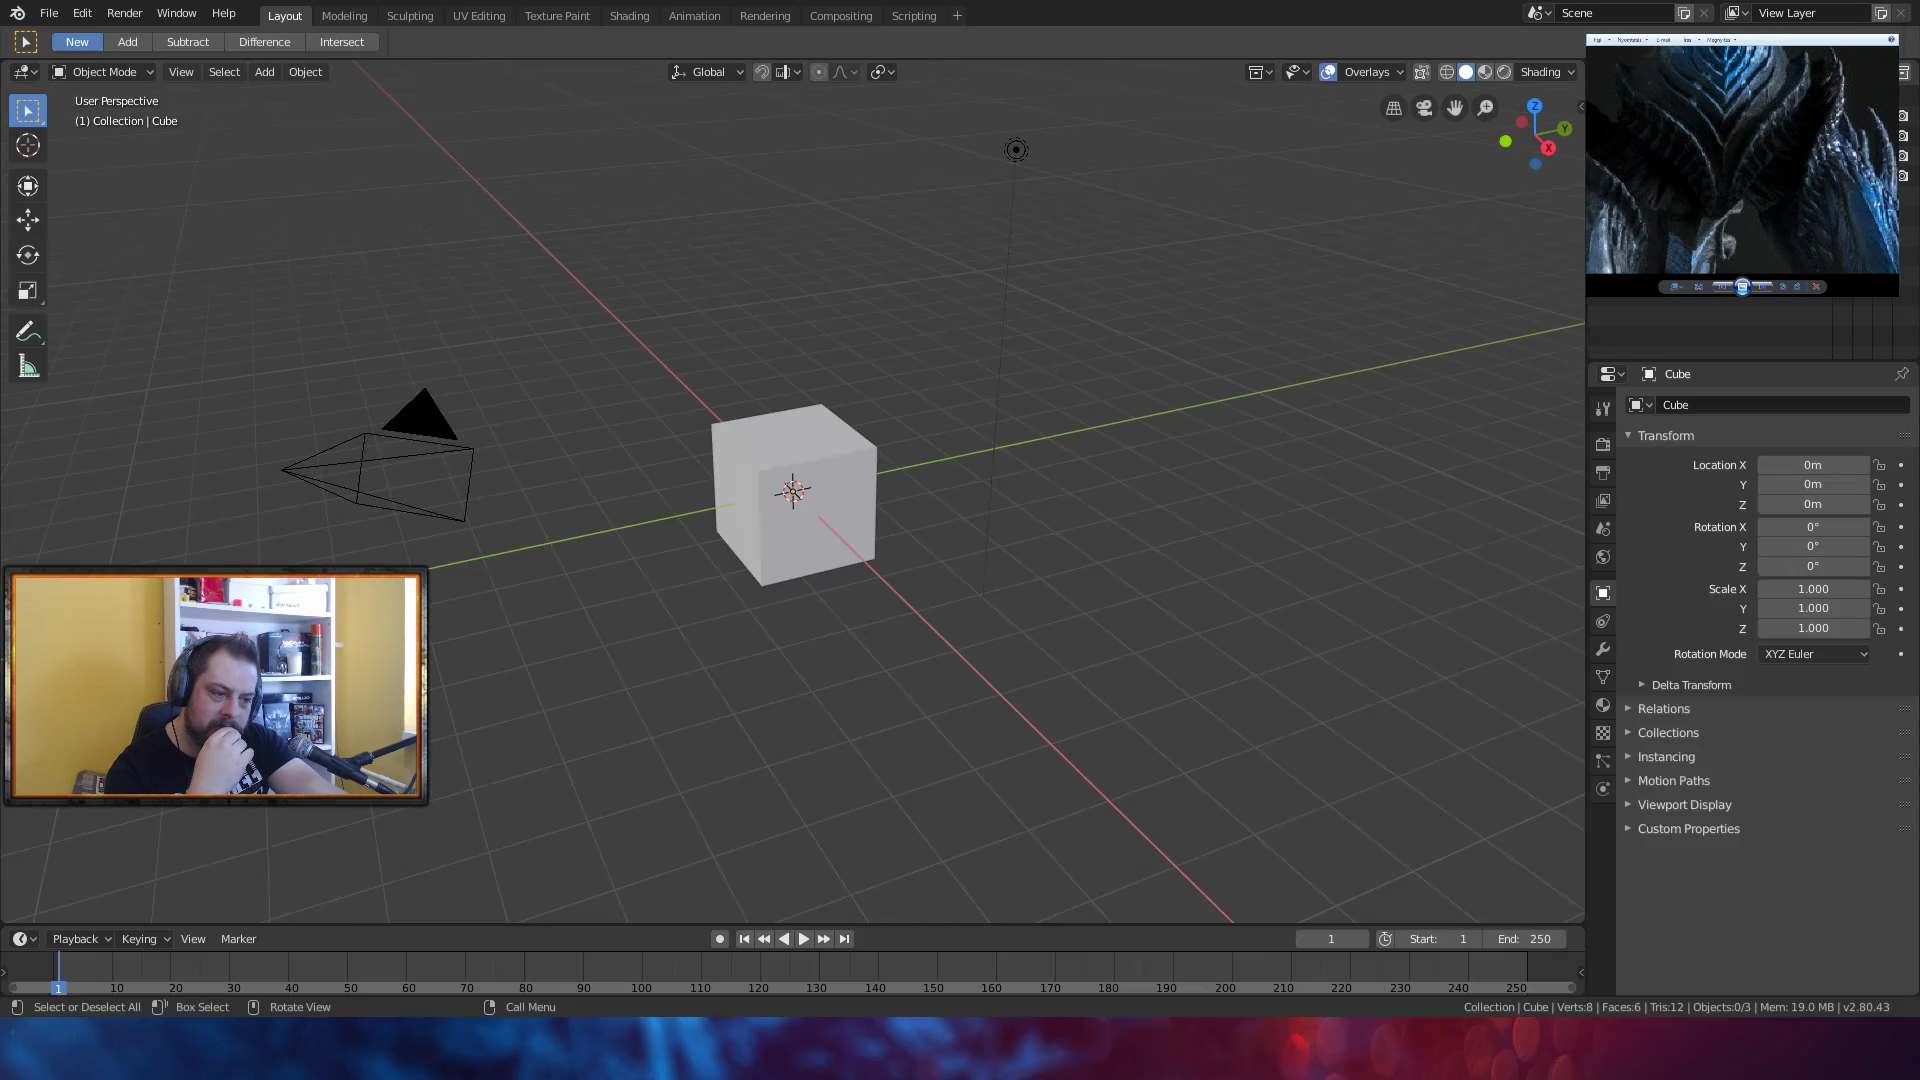 File Edit Render Window Help Layout Modeling Sculpting UV Editing Texture Paint Shading Animation Rendering Compositing Scripting + Scene View Layer
New Add Subtract Difference Intersect
Object Mode View Select Add Object Global Overlays Shading
User Perspective
(1) Collection | Cube
Z
Y
X
Cube
Cube
Transform
Location X 0m
Y 0m
Z 0m
Rotation X 0°
Y 0°
Z 0°
Scale X 1.000
Y 1.000
Z 1.000
Rotation Mode XYZ Euler
Delta Transform
Relations
Collections
Instancing
Motion Paths
Viewport Display
Custom Properties
Playback Keying View Marker 1 Start: 1 End: 250
1 10 20 30 40 50 60 70 80 90 100 110 120 130 140 150 160 170 180 190 200 210 220 230 240 250
Select or Deselect All Box Select Rotate View Call Menu Collection | Cube | Verts:8 | Faces:6 | Tris:12 | Objects:0/3 | Mem: 19.0 MB | v2.80.43